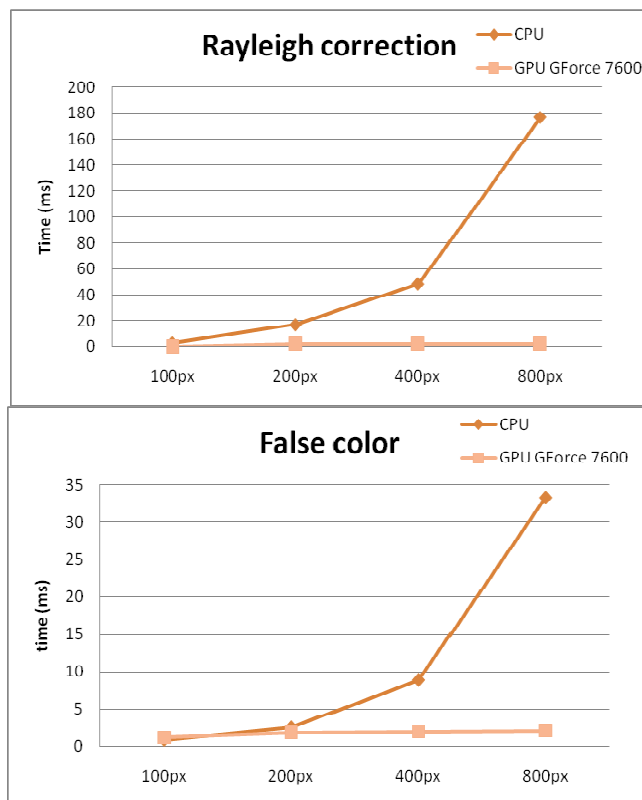 Rayleigh correction
CPU
GPU GForce 7600
Time (ms)
200
180
160
140
120
100
80
60
40
20
0
100px
200px
400px
800px
False color
CPU
GPU GForce 7600
time (ms)
35
30
25
20
15
10
5
0
100px
200px
400px
800px